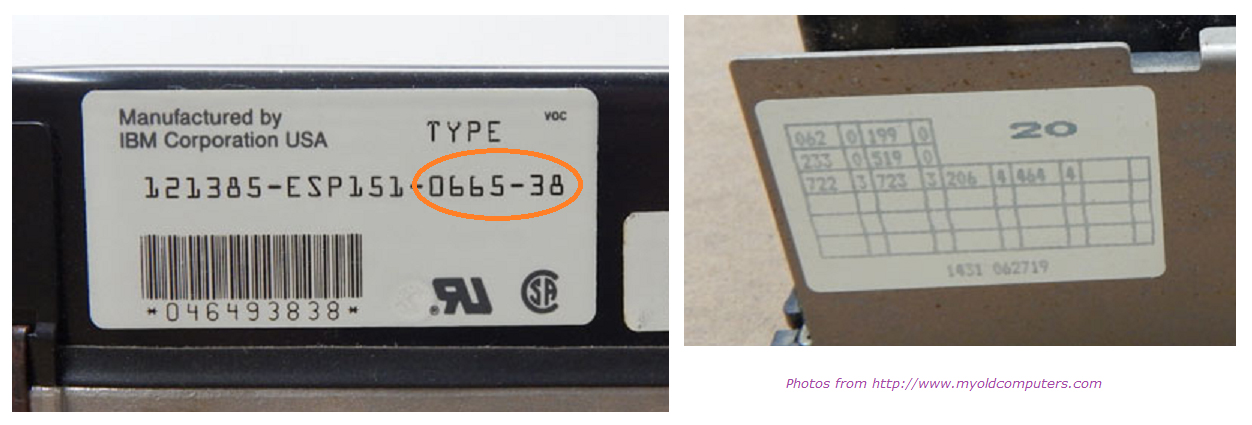 Manufactured by
IBM Corporation USA
TYPE
VOC
121385-ESP151-0665-38
*046493838*
20
062 0 199 0
233 0 519 0
722 3 723 3 206 4 464 4
1431 062719
Photos from http://www.myoldcomputers.com